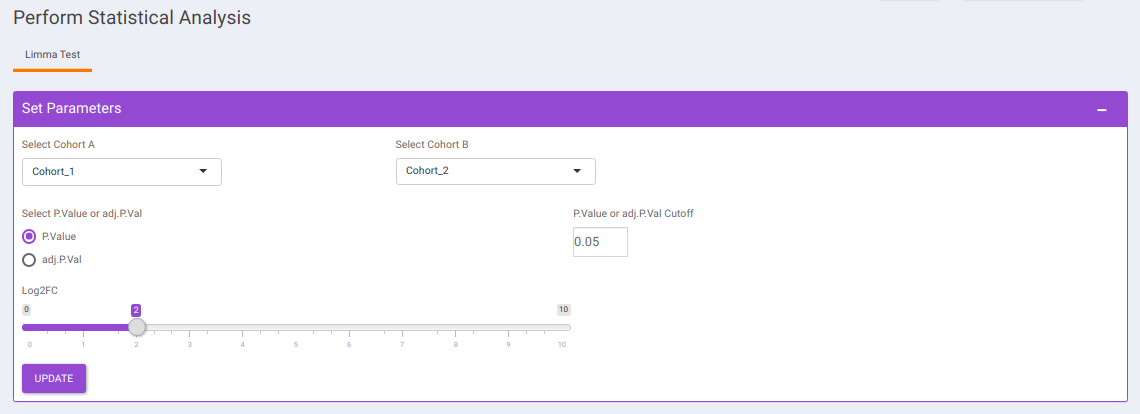 Perform Statistical Analysis
Limma Test
Set Parameters
Select Cohort A
Select Cohort B
Cohort_1
Cohort_2
Select P.Value or adj.P.Val
P.Value or adj.P.Val Cutoff
P.Value
0.05
adj.P.Val
Log2FC
0 2 10
0 1 2 3 4 5 6 7 8 9 10
UPDATE